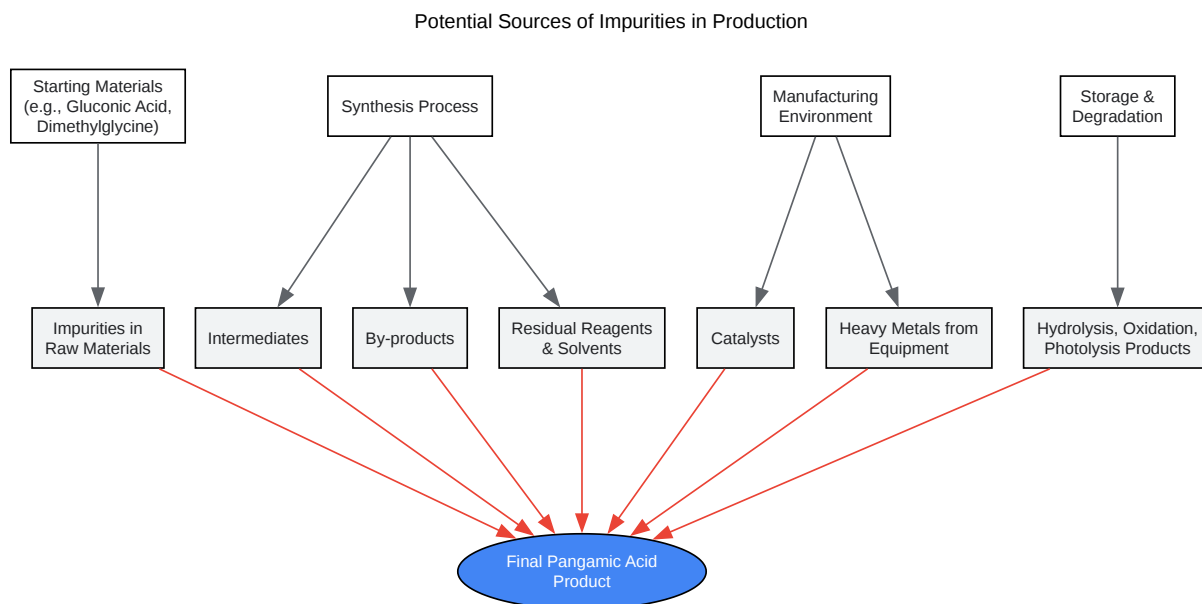 Potential Sources of Impurities in Production
Starting Materials
(e.g., Gluconic Acid,
Dimethylglycine)
Synthesis Process
Manufacturing
Environment
Storage &
Degradation
Impurities in
Raw Materials
Intermediates
By-products
Residual Reagents
& Solvents
Catalysts
Heavy Metals from
Equipment
Hydrolysis, Oxidation,
Photolysis Products
Final Pangamic Acid
Product